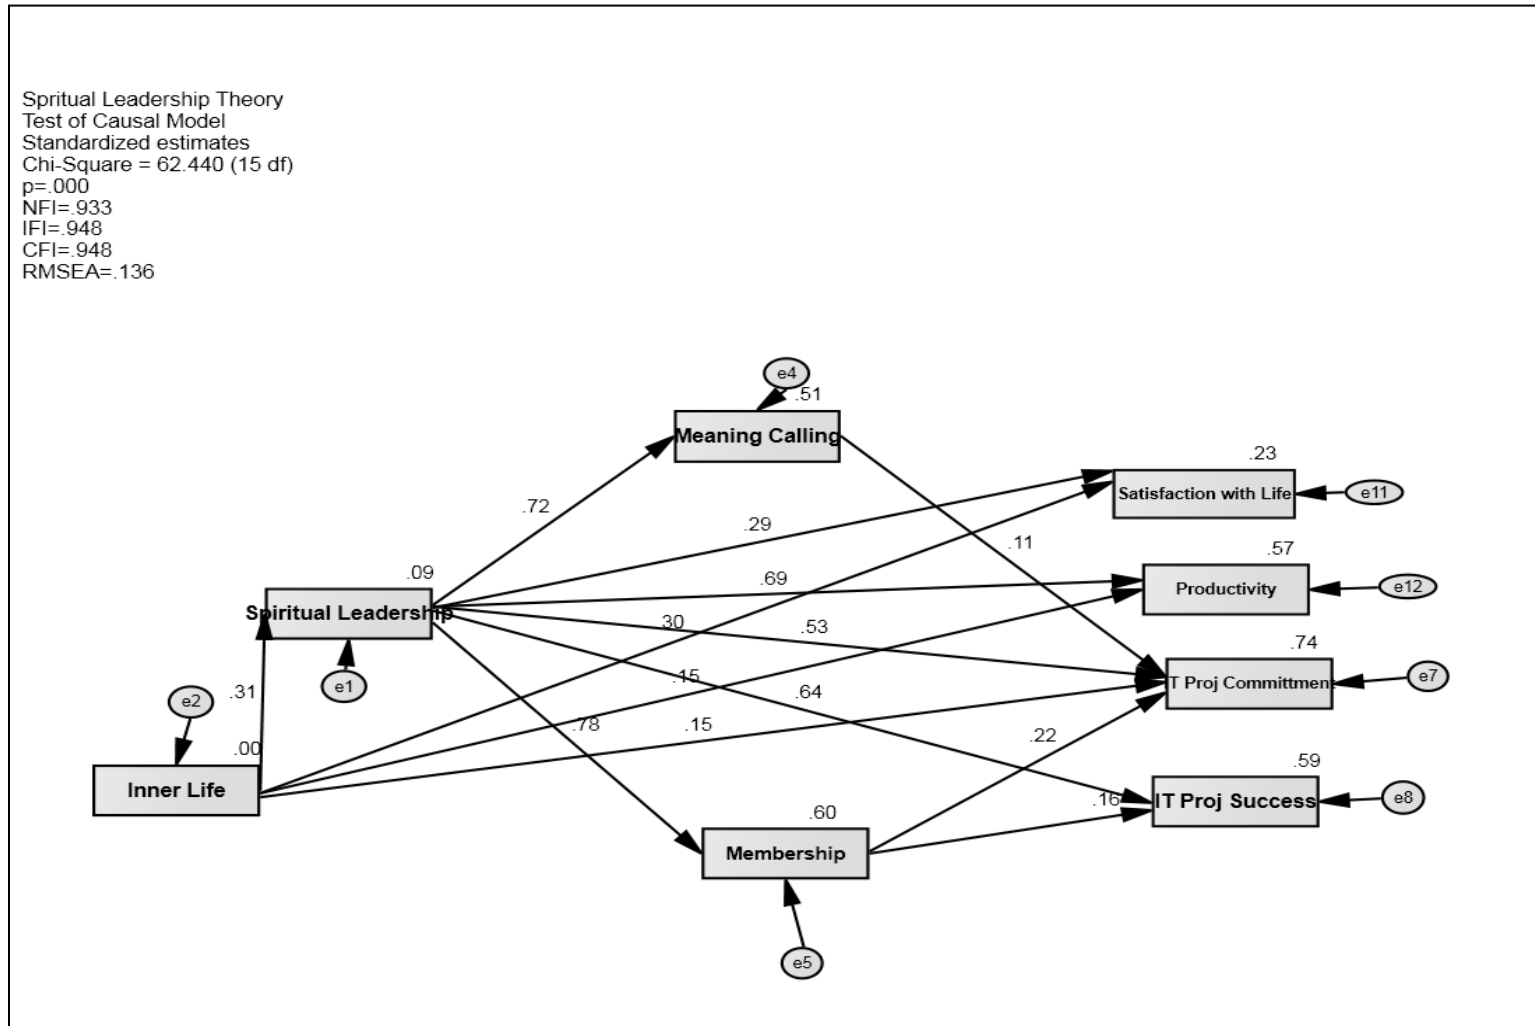 Spritual Leadership Theory
Test of Causal Model
Standardized estimates
Chi-Square = 62.440 (15 df)
p=.000
NFI=.933
IFI=.948
CFI=.948
RMSEA=.136
e4
.51
Meaning Calling
.23
Satisfaction with Life
e11
.72
.29
.11
.57
.09
.69
Productivity
e12
Spiritual Leadership
.30
.53
.74
.15
IT Proj Committment
e7
e1
.31
e2
.64
.78
.15
.22
.00
.59
Inner Life
.16
IT Proj Success
e8
.60
Membership
e5